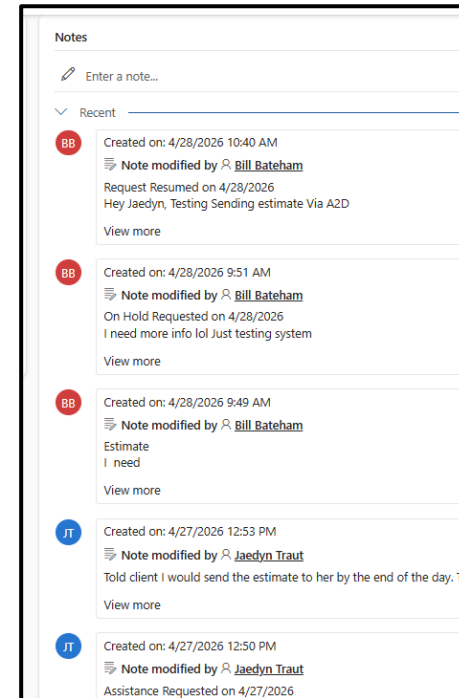 Notes
Enter a note...
Recent
BB
Created on: 4/28/2026 10:40 AM
Note modified by Bill Bateham
Request Resumed on 4/28/2026
Hey Jaedyn, Testing Sending estimate Via A2D
View more
BB
Created on: 4/28/2026 9:51 AM
Note modified by Bill Bateham
On Hold Requested on 4/28/2026
I need more info lol Just testing system
View more
BB
Created on: 4/28/2026 9:49 AM
Note modified by Bill Bateham
Estimate
I  need
View more
JT
Created on: 4/27/2026 12:53 PM
Note modified by Jaedyn Traut
Told client I would send the estimate to her by the end of the day.
View more
JT
Created on: 4/27/2026 12:50 PM
Note modified by Jaedyn Traut
Assistance Requested on 4/27/2026